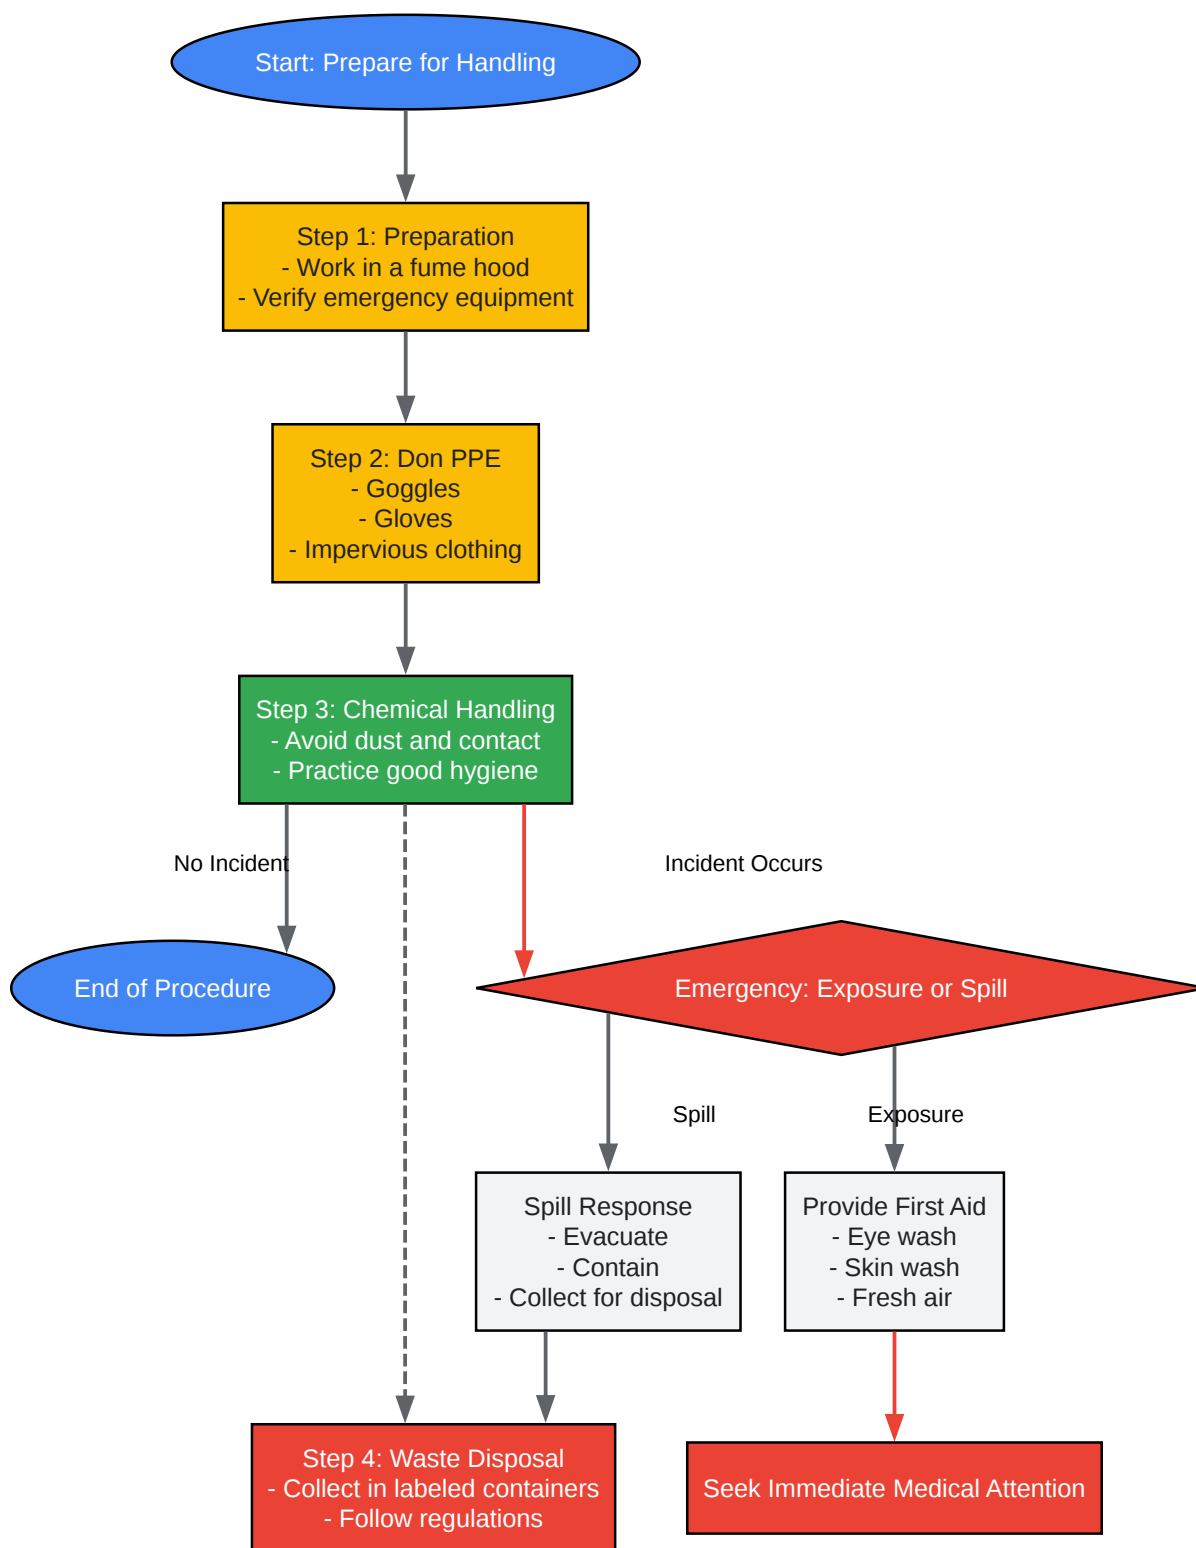 Start: Prepare for Handling
Step 1: Preparation
- Work in a fume hood
- Verify emergency equipment
Step 2: Don PPE
- Goggles
- Gloves
- Impervious clothing
Step 3: Chemical Handling
- Avoid dust and contact
- Practice good hygiene
No Incident
Incident Occurs
End of Procedure
Emergency: Exposure or Spill
Spill
Exposure
Spill Response
- Evacuate
- Contain
- Collect for disposal
Provide First Aid
- Eye wash
- Skin wash
- Fresh air
Step 4: Waste Disposal
- Collect in labeled containers
- Follow regulations
Seek Immediate Medical Attention